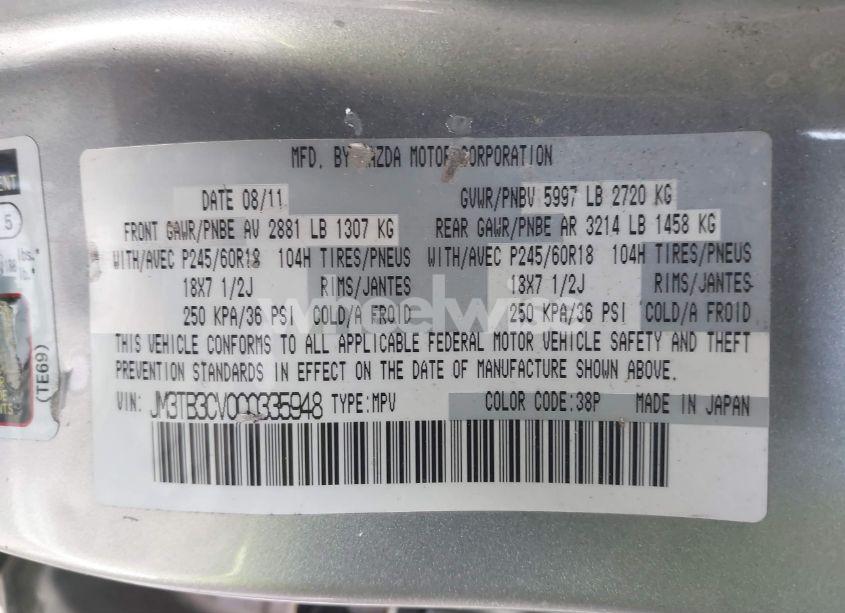 MFD. BY MAZDA MOTOR CORPORATION
DATE 08/11 GVWR/PNBV 5997 LB 2720 KG
FRONT GAWR/PNBE AV 2881 LB 1307 KG REAR GAWR/PNBE AR 3214 LB 1458 KG
WITH/AVEC P245/60R18 104H TIRES/PNEUS WITH/AVEC P245/60R18 104H TIRES/PNEUS
18X7 1/2J RIMS/JANTES 18X7 1/2J RIMS/JANTES
250 KPA/36 PSI COLD/A FROID 250 KPA/36 PSI COLD/A FROID
THIS VEHICLE CONFORMS TO ALL APPLICABLE FEDERAL MOTOR VEHICLE SAFETY AND THEFT
PREVENTION STANDARDS IN EFFECT ON THE DATE OF MANUFACTURE SHOWN ABOVE.
VIN: JM3TB3CV0C0335948 TYPE:MPV COLOR CODE:38P MADE IN JAPAN
5
lbs.
(TE69)